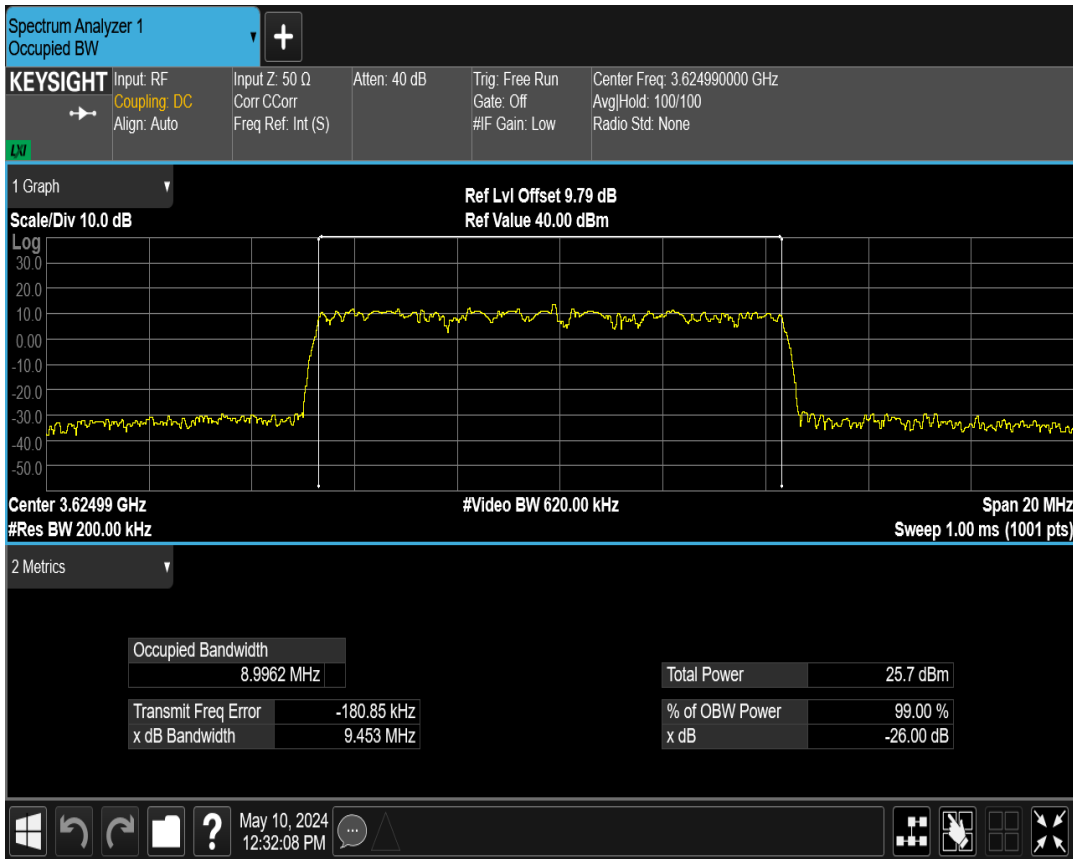 Spectrum Analyzer 1
Occupied BW
+
KEYSIGHT
LXI
Input: RF
Coupling: DC
Align: Auto
Input Z: 50 Ω
Corr CCorr
Freq Ref: Int (S)
Atten: 40 dB
Trig: Free Run
Gate: Off
#IF Gain: Low
Center Freq: 3.624990000 GHz
Avg|Hold: 100/100
Radio Std: None
1 Graph
Scale/Div 10.0 dB
Ref Lvl Offset 9.79 dB
Ref Value 40.00 dBm
Log
30.0
20.0
10.0
0.00
-10.0
-20.0
-30.0
-40.0
-50.0
Center 3.62499 GHz
#Video BW 620.00 kHz
Span 20 MHz
#Res BW 200.00 kHz
Sweep 1.00 ms (1001 pts)
2 Metrics
Occupied Bandwidth
8.9962 MHz
Total Power 25.7 dBm
Transmit Freq Error -180.85 kHz
% of OBW Power 99.00 %
x dB Bandwidth 9.453 MHz
x dB -26.00 dB
?
May 10, 2024
12:32:08 PM